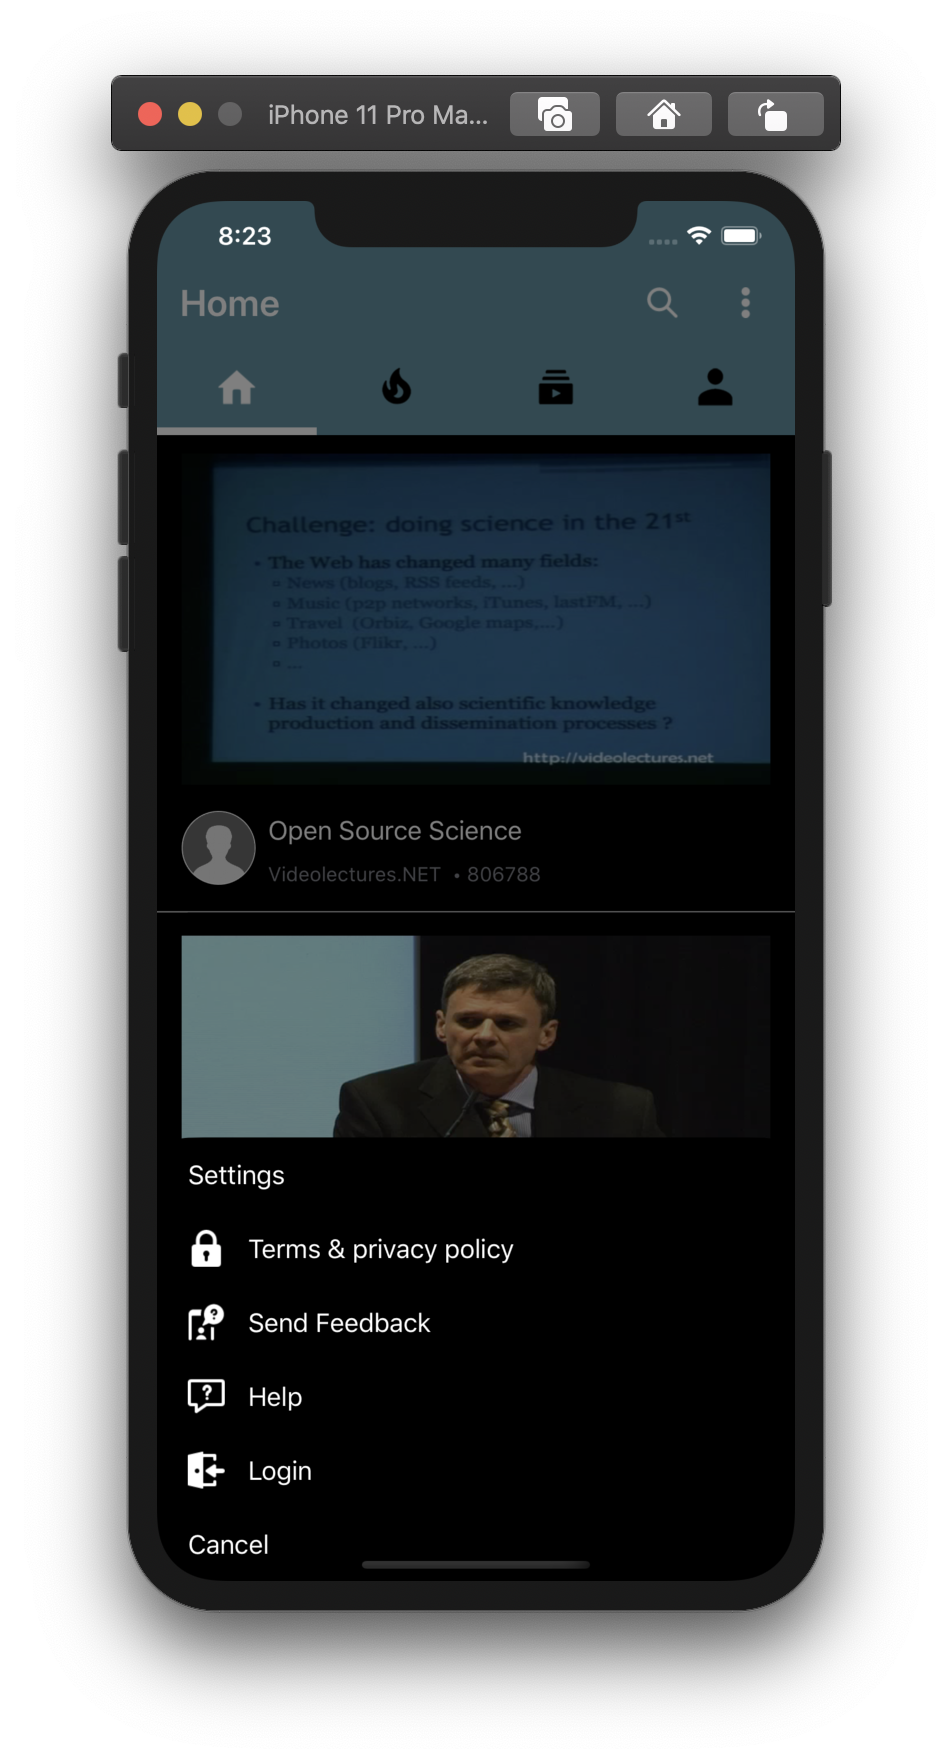 iPhone 11 Pro Ma...
8:23
Home
Challenge: doing science in the 21st
• The Web has changed many fields:
▫ News (blogs, RSS feeds, ...)
▫ Music (p2p networks, iTunes, lastFM, ...)
▫ Travel (Orbiz, Google maps,...)
▫ Photos (Flikr, ...)
▫ ...
• Has it changed also scientific knowledge
production and dissemination processes ?
http://videolectures.net
Open Source Science
Videolectures.NET • 806788
Settings
Terms & privacy policy
Send Feedback
Help
Login
Cancel